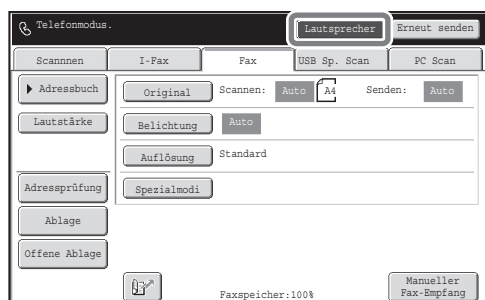 Telefonmodus.
Lautsprecher
Erneut senden
Scannnen
I-Fax
Fax
USB Sp. Scan
PC Scan
Adressbuch
Original
Scannen:
Auto
A4
Senden:
Auto
Lautstärke
Belichtung
Auto
Auflösung
Standard
Adressprüfung
Spezialmodi
Ablage
Offene Ablage
Faxspeicher:100%
Manueller
Fax-Empfang